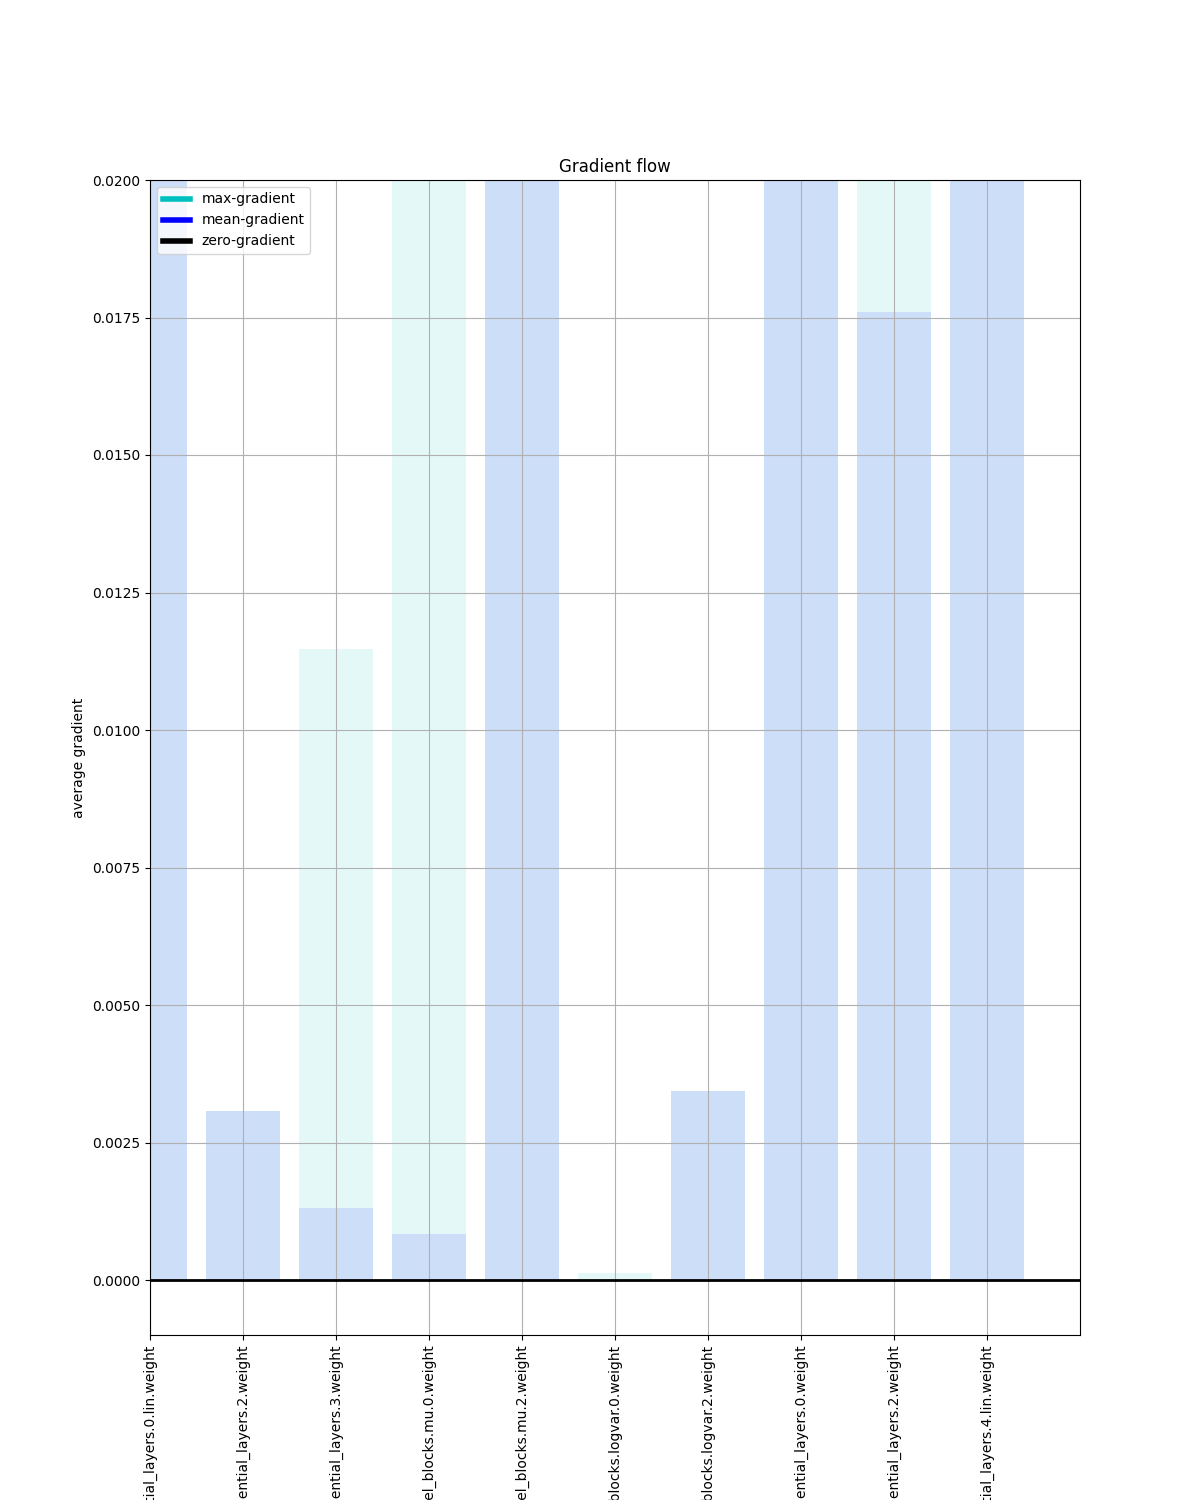 Gradient flow
max-gradient
mean-gradient
zero-gradient
0.0200
0.0175
0.0150
0.0125
0.0100
0.0075
0.0050
0.0025
0.0000
average gradient
tial_layers.0.lin.weight
ential_layers.2.weight
ential_layers.3.weight
el_blocks.mu.0.weight
el_blocks.mu.2.weight
blocks.logvar.0.weight
blocks.logvar.2.weight
ential_layers.0.weight
ential_layers.2.weight
tial_layers.4.lin.weight